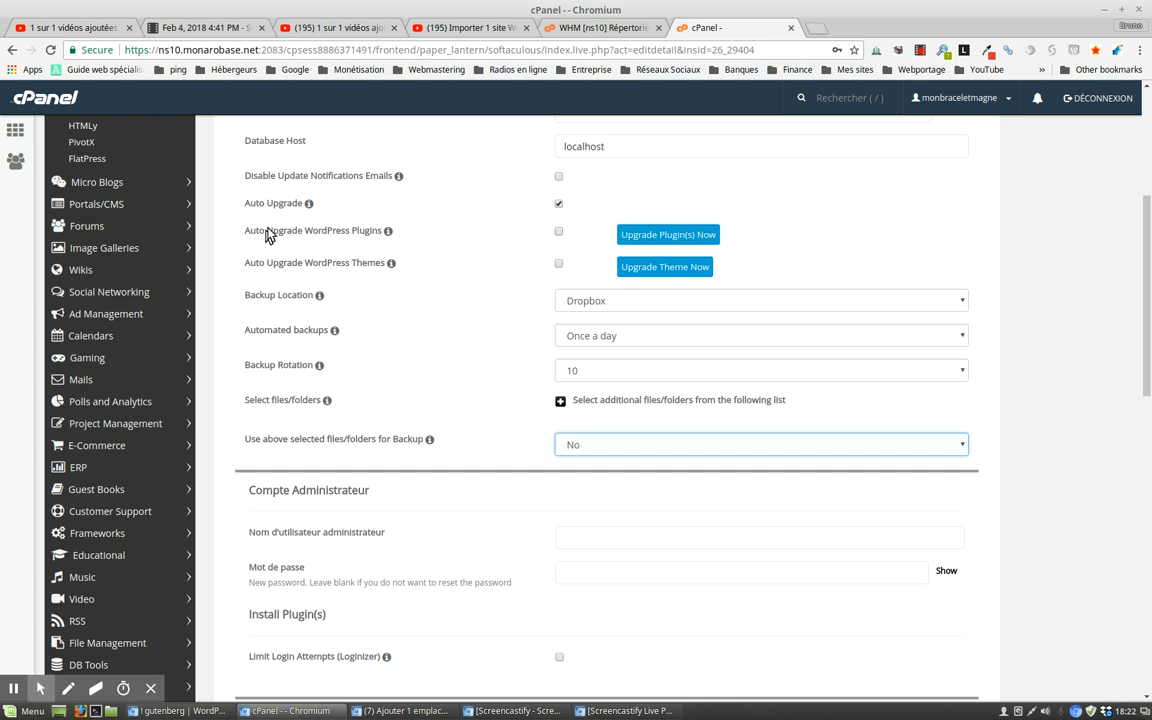 cPanel - - Chromium
1 sur 1 vidéos ajoutées
Feb 4, 2018 4:41 PM - S
(195) 1 sur 1 vidéos ajo
(195) Importer 1 site W
WHM [ns10] Répertorie
cPanel -
Bruno
Secure
https://ns10.monarobase.net:2083/cpsess8886371491/frontend/paper_lantern/softaculous/index.live.php?act=editdetail&insid=26_29404
Apps
Guide web spécialis
ping
Hébergeurs
Google
Monétisation
Webmastering
Radios en ligne
Entreprise
Réseaux Sociaux
Banques
Finance
Mes sites
Webportage
YouTube
»
Other bookmarks
cPanel
Rechercher ( / )
monbraceletmagne
DÉCONNEXION
HTMLy
PivotX
FlatPress
Micro Blogs
Portals/CMS
Forums
Image Galleries
Wikis
Social Networking
Ad Management
Calendars
Gaming
Mails
Polls and Analytics
Project Management
E-Commerce
ERP
Guest Books
Customer Support
Frameworks
Educational
Music
Video
RSS
File Management
DB Tools
Database Host
localhost
Disable Update Notifications Emails
Auto Upgrade
Auto Upgrade WordPress Plugins
Upgrade Plugin(s) Now
Auto Upgrade WordPress Themes
Upgrade Theme Now
Backup Location
Dropbox
Automated backups
Once a day
Backup Rotation
10
Select files/folders
Select additional files/folders from the following list
Use above selected files/folders for Backup
No
Compte Administrateur
Nom d'utilisateur administrateur
Mot de passe
Show
New password. Leave blank if you do not want to reset the password
Install Plugin(s)
Limit Login Attempts (Loginizer)
Menu
! gutenberg | WordP...
cPanel - - Chromium
(7) Ajouter 1 emplac...
[Screencastify - Scre...
[Screencastify Live P...
18:22